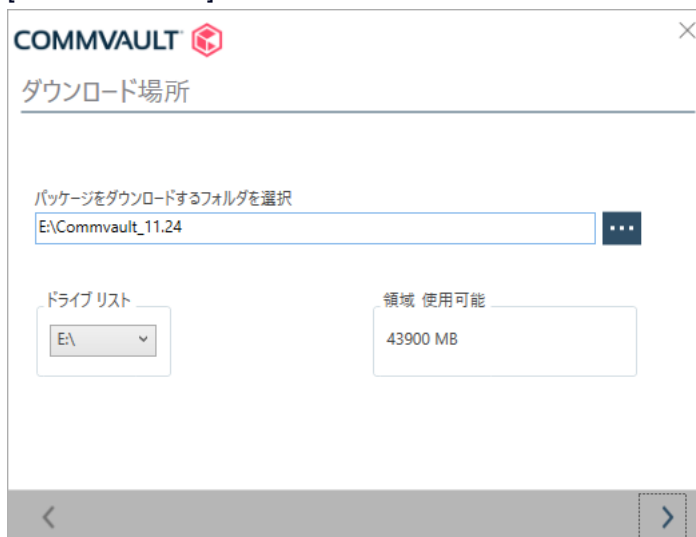 COMMVAULT
ダウンロード場所
パッケージをダウンロードするフォルダを選択
E:\Commvault_11.24
ドライブ リスト
E:\
領域 使用可能
43900 MB